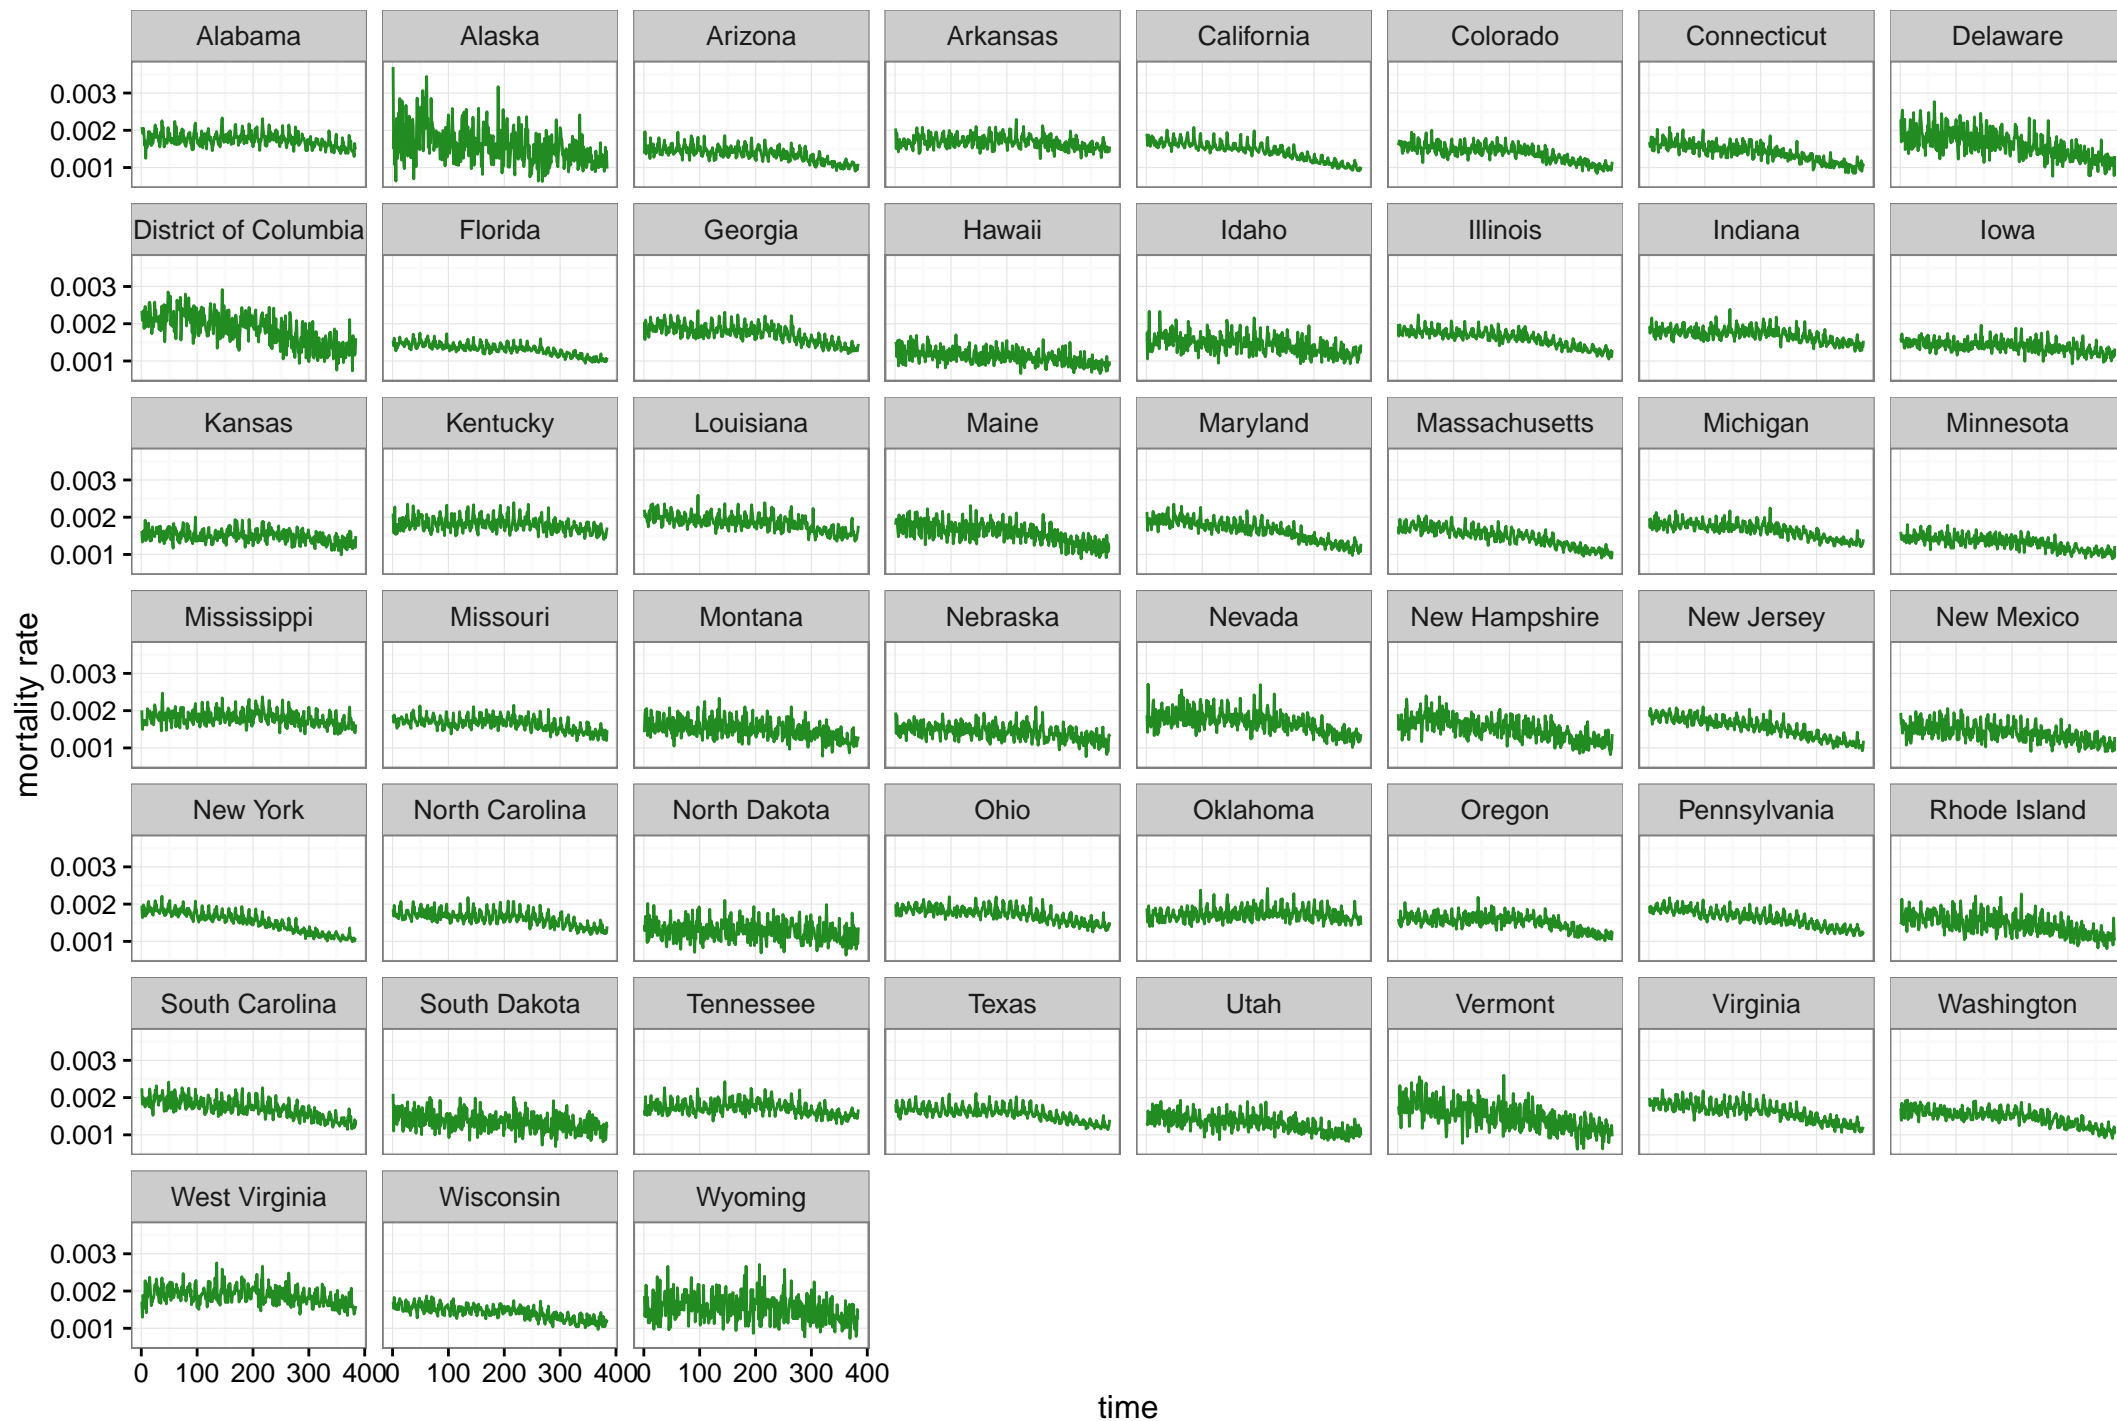 Alabama Alaska Arizona Arkansas California Colorado Connecticut Delaware
0.003
0.002
0.001
District of Columbia Florida Georgia Hawaii Idaho Illinois Indiana Iowa
0.003
0.002
0.001
Kansas Kentucky Louisiana Maine Maryland Massachusetts Michigan Minnesota
0.003
0.002
0.001
Mississippi Missouri Montana Nebraska Nevada New Hampshire New Jersey New Mexico
0.003
0.002
0.001
mortality rate
New York North Carolina North Dakota Ohio Oklahoma Oregon Pennsylvania Rhode Island
0.003
0.002
0.001
South Carolina South Dakota Tennessee Texas Utah Vermont Virginia Washington
0.003
0.002
0.001
West Virginia Wisconsin Wyoming
0.003
0.002
0.001
0 100 200 300 400 0 100 200 300 400 0 100 200 300 400
time